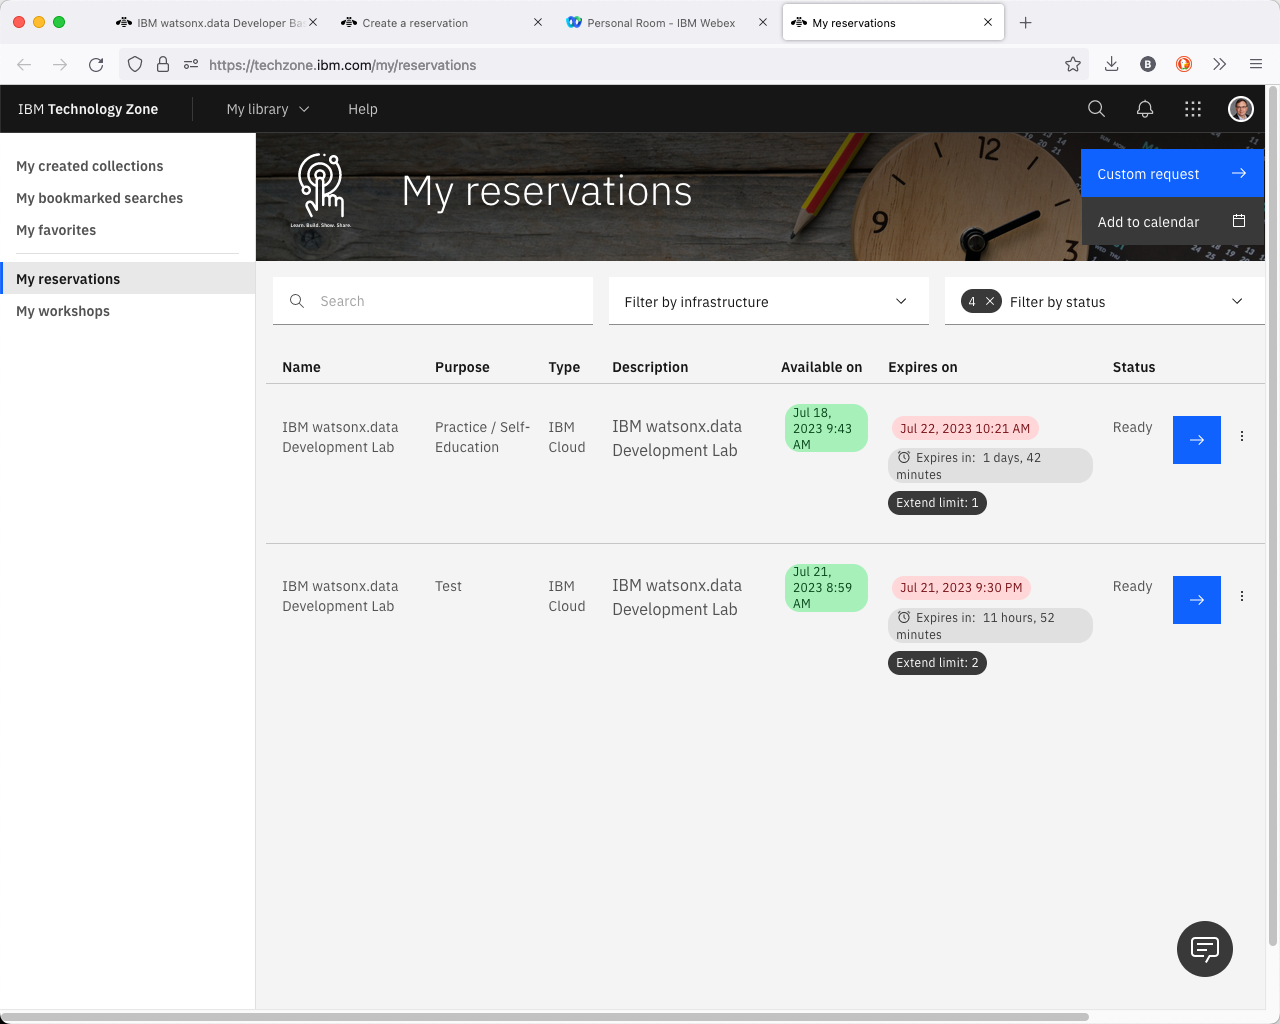 IBM watsonx.data Developer Ba
Create a reservation
Personal Room - IBM Webex
My reservations
https://techzone.ibm.com/my/reservations
B
IBM Technology Zone
My library
Help
My created collections
My bookmarked searches
My favorites
My reservations
My workshops
Learn. Build. Show. Share.
My reservations
12
9
3
Custom request
Add to calendar
Search
Filter by infrastructure
4
Filter by status
Name Purpose Type Description Available on Expires on Status
IBM watsonx.data
Development Lab
Practice / Self-
Education
IBM
Cloud
IBM watsonx.data
Development Lab
Jul 18,
2023 9:43
AM
Jul 22, 2023 10:21 AM
Expires in: 1 days, 42
minutes
Extend limit: 1
Ready
IBM watsonx.data
Development Lab
Test
IBM
Cloud
IBM watsonx.data
Development Lab
Jul 21,
2023 8:59
AM
Jul 21, 2023 9:30 PM
Expires in: 11 hours, 52
minutes
Extend limit: 2
Ready